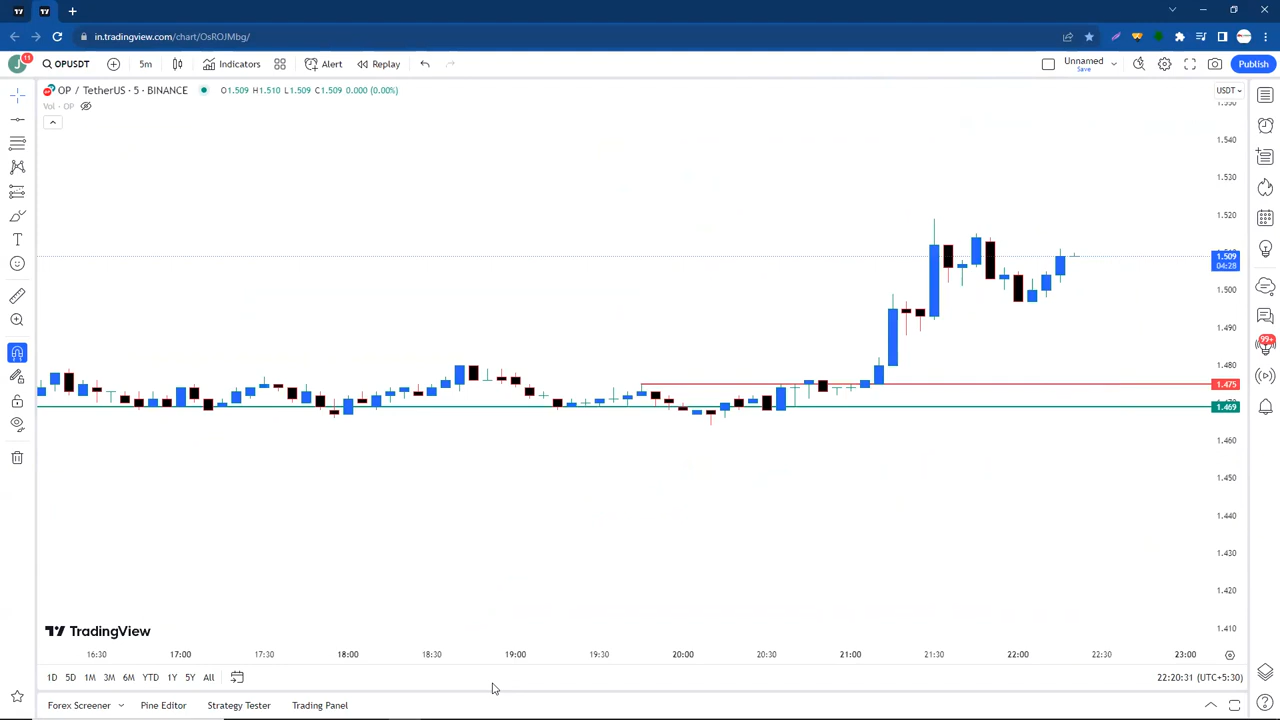 in.tradingview.com/chart/OsROJMbg/
J 11 OPUSDT 5m Indicators Alert Replay Unnamed Save Publish
OP / TetherUS · 5 · BINANCE O1.509 H1.510 L1.509 C1.509 0.000 (0.00%) USDT
Vol · OP
1.540
1.530
1.520
1.509
04:28
1.500
1.490
1.480
1.475
1.469
1.460
1.450
1.440
1.430
1.420
1.410
99+
TradingView
16:30 17:00 17:30 18:00 18:30 19:00 19:30 20:00 20:30 21:00 21:30 22:00 22:30 23:00
1D 5D 1M 3M 6M YTD 1Y 5Y All 22:20:31 (UTC+5:30)
Forex Screener Pine Editor Strategy Tester Trading Panel